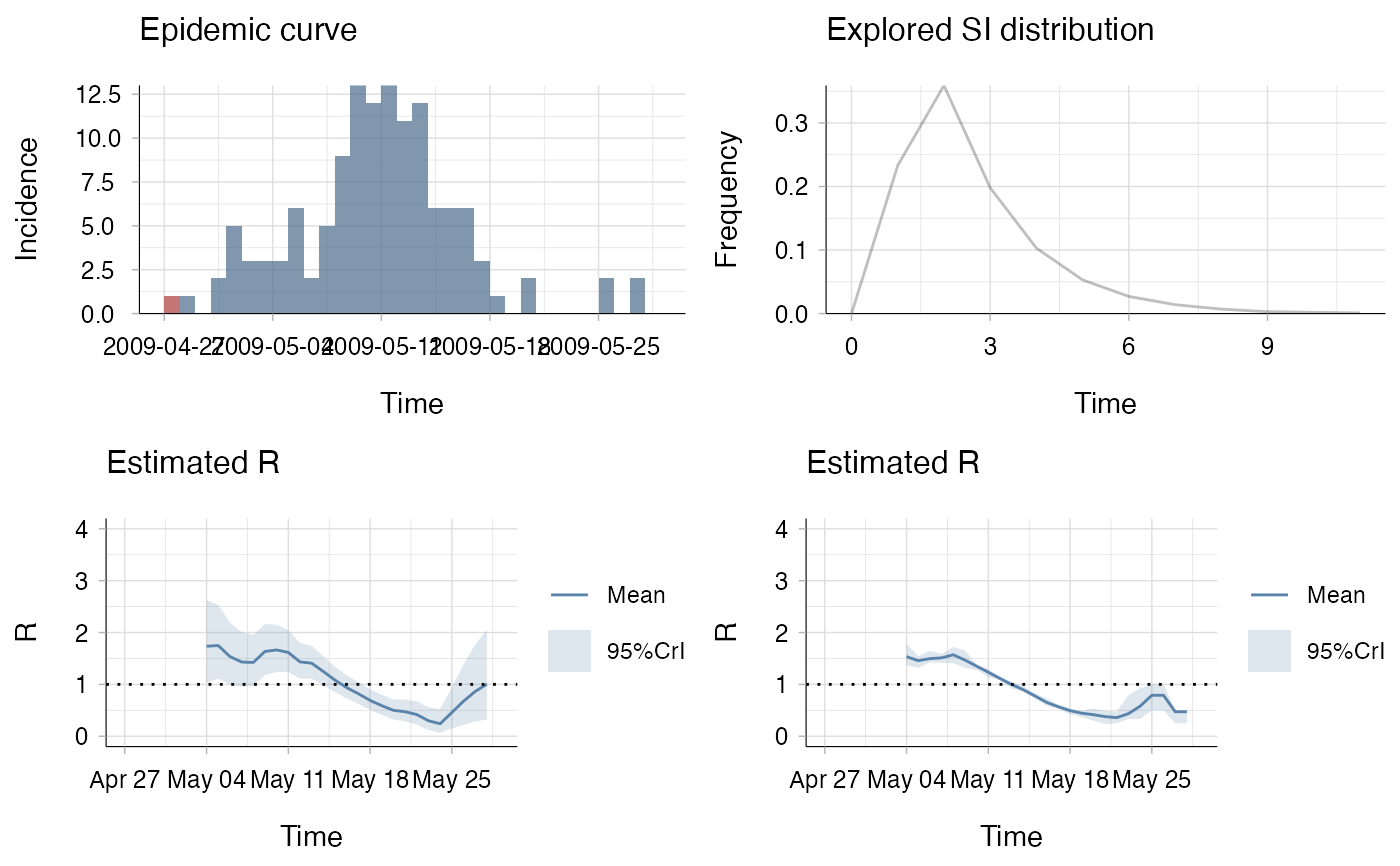 Epidemic curve
Incidence
12.5
10.0
7.5
5.0
2.5
0.0
2009-04-27 2009-05-04 2009-05-11 2009-05-18 2009-05-25
Time
Explored SI distribution
Frequency
0.3
0.2
0.1
0.0
0 3 6 9
Time
Estimated R
R
4
3
2
1
0
Apr 27 May 04 May 11 May 18 May 25
Time
Mean
95%CrI
Estimated R
R
4
3
2
1
0
Apr 27 May 04 May 11 May 18 May 25
Time
Mean
95%CrI